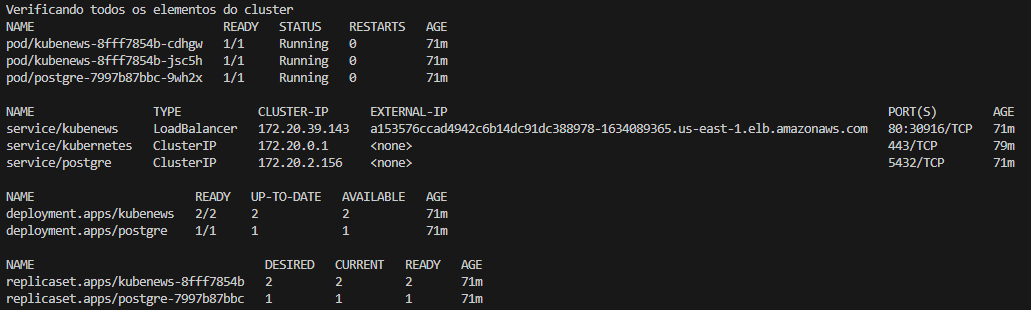 Verificando todos os elementos do cluster
NAME READY STATUS RESTARTS AGE
pod/kubenews-8fff7854b-cdhgw 1/1 Running 0 71m
pod/kubenews-8fff7854b-jsc5h 1/1 Running 0 71m
pod/postgre-7997b87bbc-9wh2x 1/1 Running 0 71m
NAME TYPE CLUSTER-IP EXTERNAL-IP PORT(S) AGE
service/kubenews LoadBalancer 172.20.39.143 a153576ccad4942c6b14dc91dc388978-1634089365.us-east-1.elb.amazonaws.com 80:30916/TCP 71m
service/kubernetes ClusterIP 172.20.0.1 <none> 443/TCP 79m
service/postgre ClusterIP 172.20.2.156 <none> 5432/TCP 71m
NAME READY UP-TO-DATE AVAILABLE AGE
deployment.apps/kubenews 2/2 2 2 71m
deployment.apps/postgre 1/1 1 1 71m
NAME DESIRED CURRENT READY AGE
replicaset.apps/kubenews-8fff7854b 2 2 2 71m
replicaset.apps/postgre-7997b87bbc 1 1 1 71m